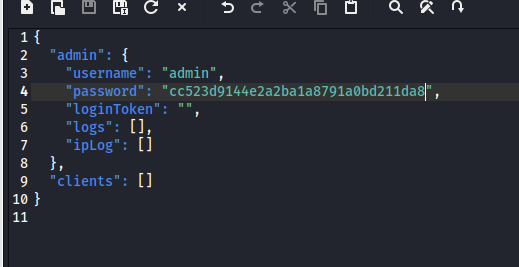 1 {
2   "admin": {
3     "username": "admin",
4     "password": "cc523d9144e2a2ba1a8791a0bd211da8",
5     "loginToken": "",
6     "logs": [],
7     "ipLog": []
8   },
9   "clients": []
10 }
11